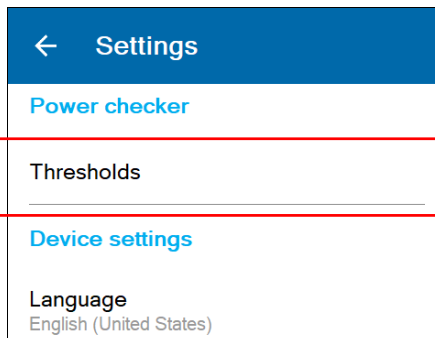 Settings
Power checker
Thresholds
Device settings
Language
English (United States)